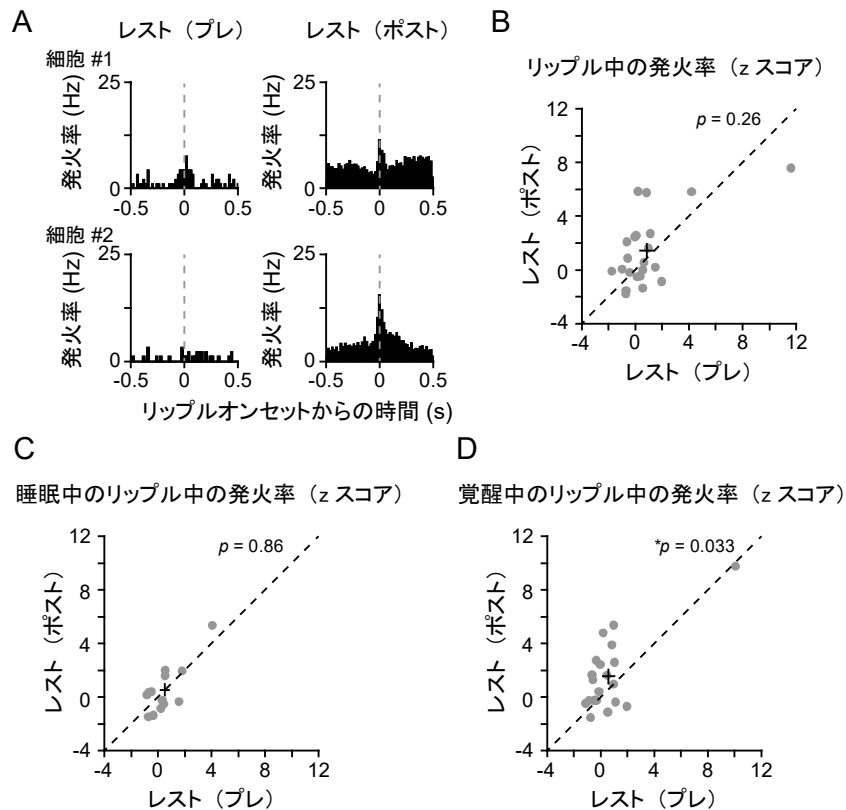 A
レスト（プレ）
レスト（ポスト）
細胞 #1
発火率 (Hz)
25
0
-0.5
0
0.5
発火率 (Hz)
25
0
-0.5
0
0.5
細胞 #2
発火率 (Hz)
25
0
-0.5
0
0.5
発火率 (Hz)
25
0
-0.5
0
0.5
リップルオンセットからの時間 (s)
B
リップル中の発火率（z スコア）
p = 0.26
レスト（ポスト）
12
8
4
0
-4
-4
0
4
8
12
レスト（プレ）
C
睡眠中のリップル中の発火率（z スコア）
p = 0.86
レスト（ポスト）
12
8
4
0
-4
-4
0
4
8
12
レスト（プレ）
D
覚醒中のリップル中の発火率（z スコア）
*p = 0.033
レスト（ポスト）
12
8
4
0
-4
-4
0
4
8
12
レスト（プレ）